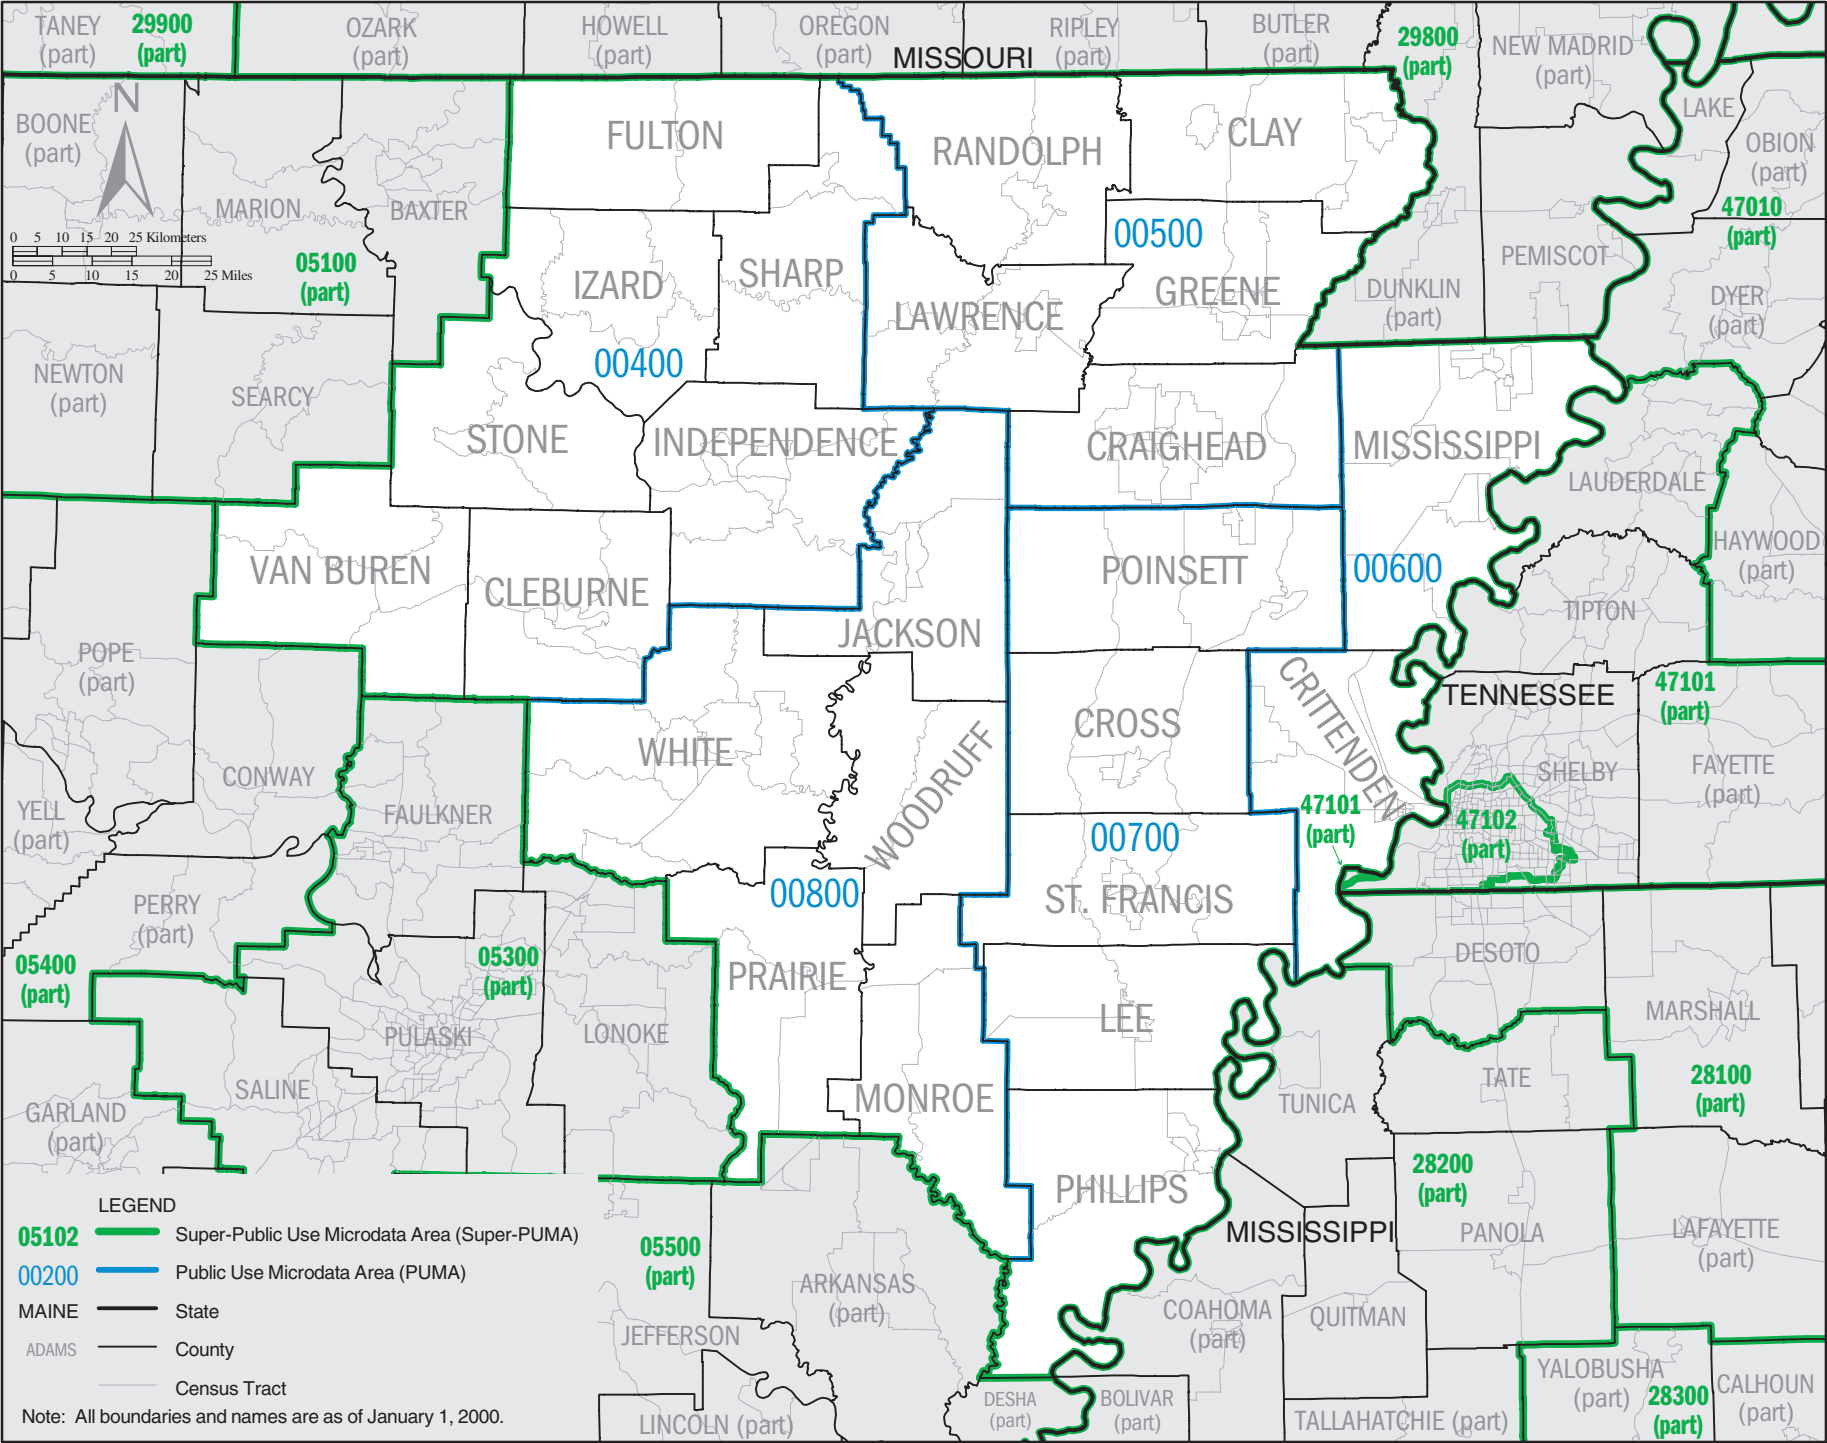 TANEY
(part)
29900
(part)
OZARK
(part)
HOWELL
(part)
OREGON
(part)
MISSOURI
RIPLEY
(part)
BUTLER
(part)
29800
(part)
NEW MADRID
(part)
LAKE
OBION
(part)
47010
(part)
BOONE
(part)
N
MARION
BAXTER
FULTON
RANDOLPH
CLAY
0 5 10 15 20 25 Kilometers
0 5 10 15 20 25 Miles
05100
(part)
IZARD
SHARP
00500
GREENE
LAWRENCE
DUNKLIN
(part)
PEMISCOT
DYER
(part)
NEWTON
(part)
SEARCY
00400
STONE
INDEPENDENCE
CRAIGHEAD
MISSISSIPPI
LAUDERDALE
HAYWOOD
(part)
VAN BUREN
CLEBURNE
POINSETT
00600
TIPTON
JACKSON
POPE
(part)
CRITTENDEN
TENNESSEE
47101
(part)
CONWAY
WHITE
WOODRUFF
CROSS
SHELBY
FAYETTE
(part)
YELL
(part)
FAULKNER
47101
(part)
47102
(part)
00700
00800
ST. FRANCIS
PERRY
(part)
05400
(part)
05300
(part)
PRAIRIE
DESOTO
MARSHALL
PULASKI
LONOKE
LEE
SALINE
MONROE
TUNICA
TATE
28100
(part)
GARLAND
(part)
PHILLIPS
28200
(part)
MISSISSIPPI
PANOLA
LAFAYETTE
(part)
05500
(part)
ARKANSAS
(part)
COAHOMA
(part)
QUITMAN
JEFFERSON
YALOBUSHA
(part)
28300
(part)
CALHOUN
(part)
DESHA
(part)
BOLIVAR
(part)
LINCOLN (part)
TALLAHATCHIE (part)
LEGEND
05102 Super-Public Use Microdata Area (Super-PUMA)
00200 Public Use Microdata Area (PUMA)
MAINE State
ADAMS County
Census Tract
Note: All boundaries and names are as of January 1, 2000.